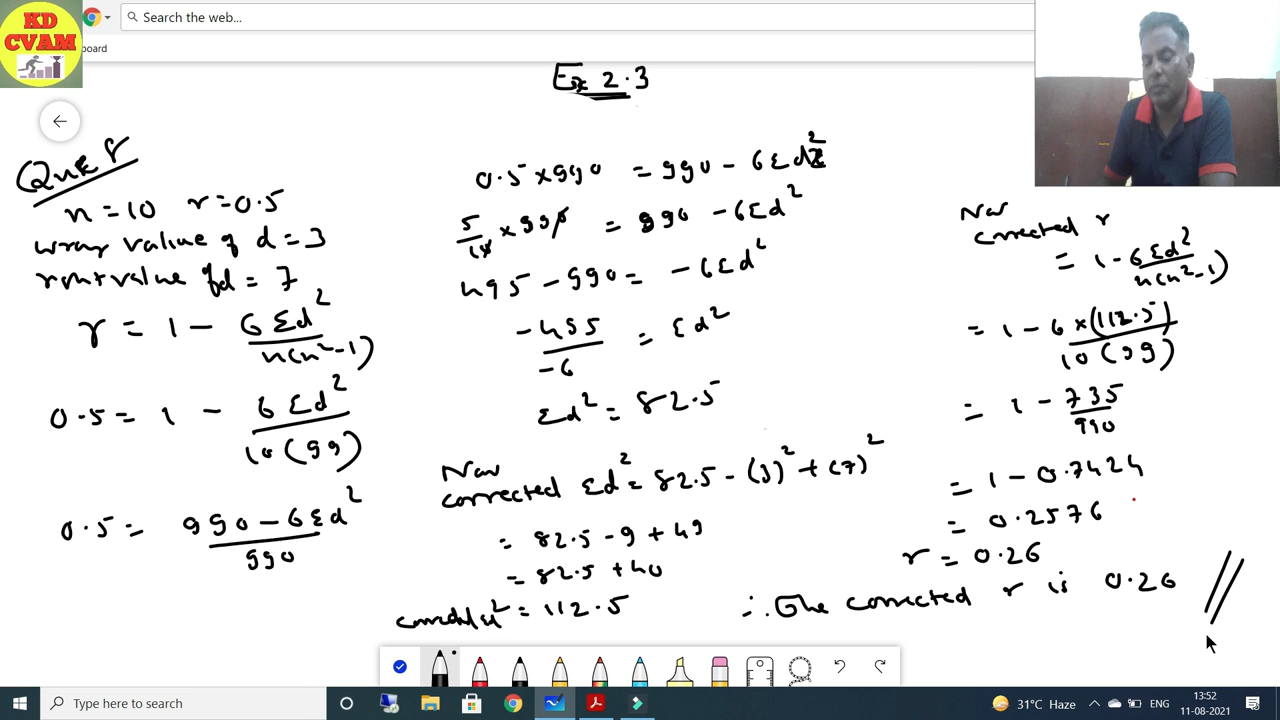 KD
CVAM
Search the web...
board
Ex 2.3
Que 8
n = 10 r = 0.5
wrong value of d = 3
right value of d = 7
r = 1 - 6Σd² / n(n²-1)
0.5 = 1 - 6Σd² / 10(99)
0.5 = 990 - 6Σd² / 990
0.5 × 990 = 990 - 6Σd²
5/10 × 990 = 990 - 6Σd²
495 - 990 = -6Σd²
-495 / -6 = Σd²
Σd² = 82.5
Now
corrected Σd² = 82.5 - (3)² + (7)²
= 82.5 - 9 + 49
= 82.5 + 40
= 112.5
Now
corrected r
= 1 - 6Σd² / n(n²-1)
= 1 - 6×(112.5) / 10(99)
= 1 - 735 / 990
= 1 - 0.7424
= 0.2576
r = 0.26
∴ The corrected r is 0.26
Type here to search
31°C Haze
ENG
13:52
11-08-2021